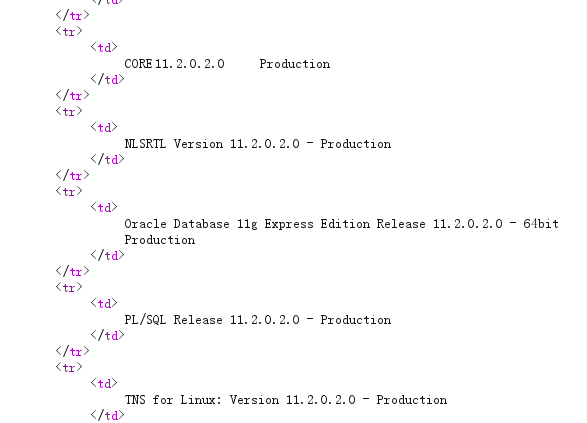 </td>
</tr>
<tr>
<td>
CORE 11.2.0.2.0 Production
</td>
</tr>
<tr>
<td>
NLSRTL Version 11.2.0.2.0 - Production
</td>
</tr>
<tr>
<td>
Oracle Database 11g Express Edition Release 11.2.0.2.0 - 64bit
Production
</td>
</tr>
<tr>
<td>
PL/SQL Release 11.2.0.2.0 - Production
</td>
</tr>
<tr>
<td>
TNS for Linux: Version 11.2.0.2.0 - Production
</td>